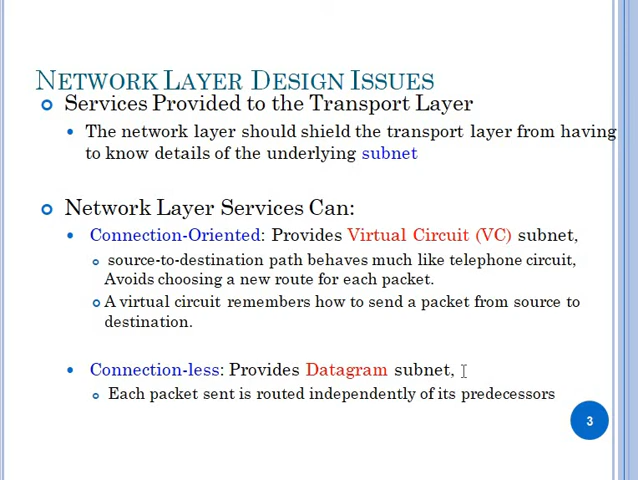 NETWORK LAYER DESIGN ISSUES
Services Provided to the Transport Layer
The network layer should shield the transport layer from having
to know details of the underlying subnet
Network Layer Services Can:
Connection-Oriented: Provides Virtual Circuit (VC) subnet,
source-to-destination path behaves much like telephone circuit,
Avoids choosing a new route for each packet.
A virtual circuit remembers how to send a packet from source to
destination.
Connection-less: Provides Datagram subnet,
Each packet sent is routed independently of its predecessors
3